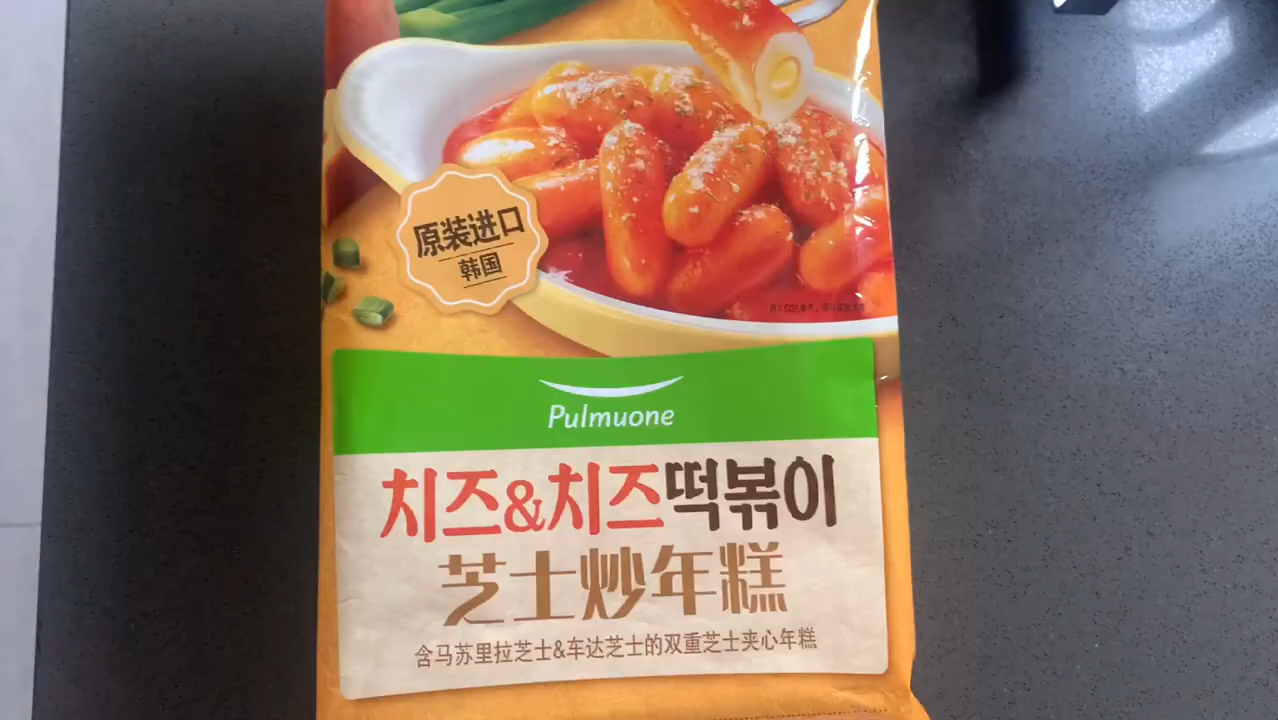 原装进口
韩国
Pulmuone
치즈&치즈떡볶이
芝士炒年糕
含马苏里拉芝士&车达芝士的双重芝士夹心年糕